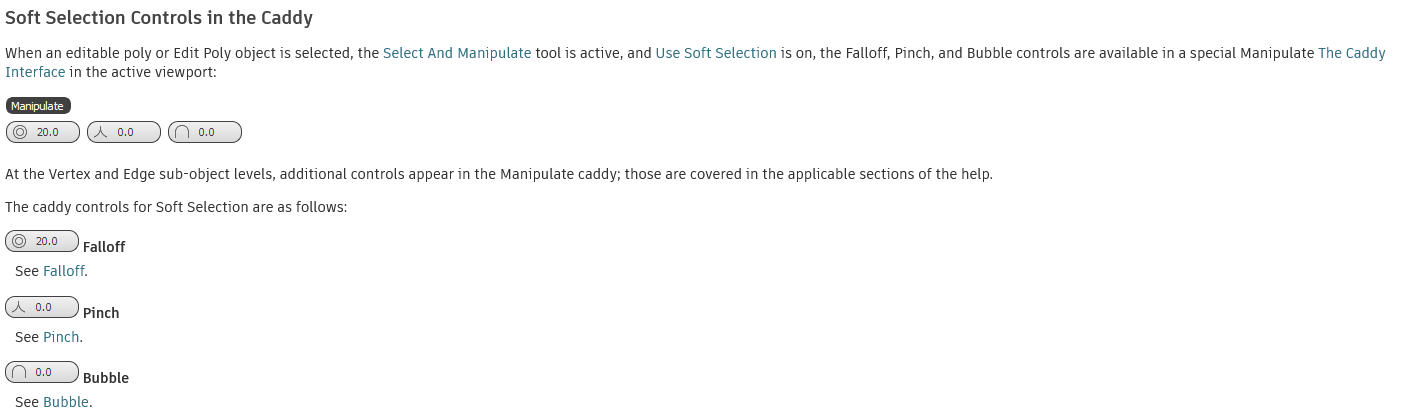 Soft Selection Controls in the Caddy
When an editable poly or Edit Poly object is selected, the Select And Manipulate tool is active, and Use Soft Selection is on, the Falloff, Pinch, and Bubble controls are available in a special Manipulate The Caddy
Interface in the active viewport:
Manipulate
20.0 0.0 0.0
At the Vertex and Edge sub-object levels, additional controls appear in the Manipulate caddy; those are covered in the applicable sections of the help.
The caddy controls for Soft Selection are as follows:
20.0 Falloff
See Falloff.
0.0 Pinch
See Pinch.
0.0 Bubble
See Bubble.